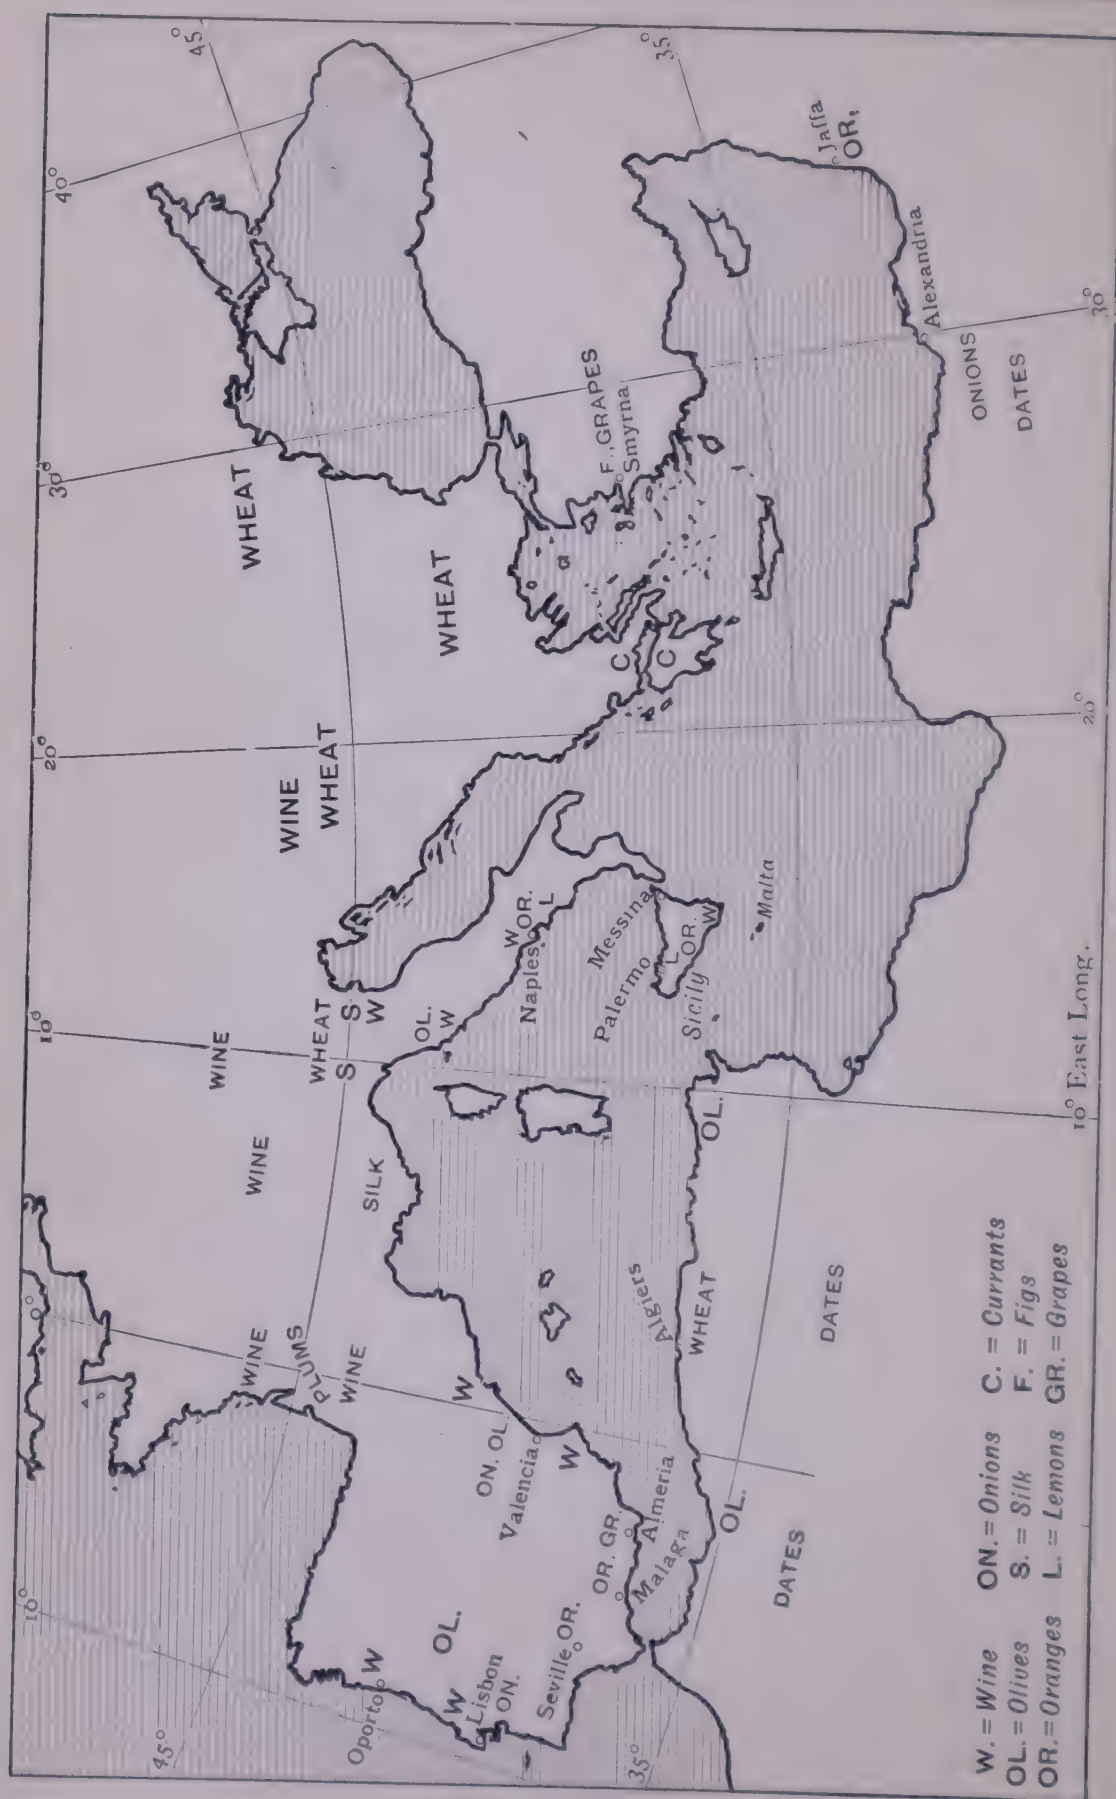 45°
40°
30°
20°
10°
0°
10°
45°
35°
35°
30°
20°
10° East Long.
WHEAT
WHEAT
WINE
WHEAT
WINE
WHEAT
S
S
W
WINE
SILK
WINE
PLUMS
WINE
W
OL.
W
Naples
W OR.
L
Messina
Palermo
L
OR.
W
Sicily
Malta
C
C
F., GRAPES
Smyrna
Jaffa
OR.
Alexandria
ONIONS
DATES
Oporto
W
OL.
W
Lisbon
ON.
Seville OR.
ON. OL
Valencia
W
OR. GR.
Almeria
Malaga
Algiers
WHEAT
OL.
OL.
DATES
DATES
W. = Wine ON. = Onions C. = Currants
OL. = Olives S. = Silk F. = Figs
OR. = Oranges L. = Lemons GR. = Grapes